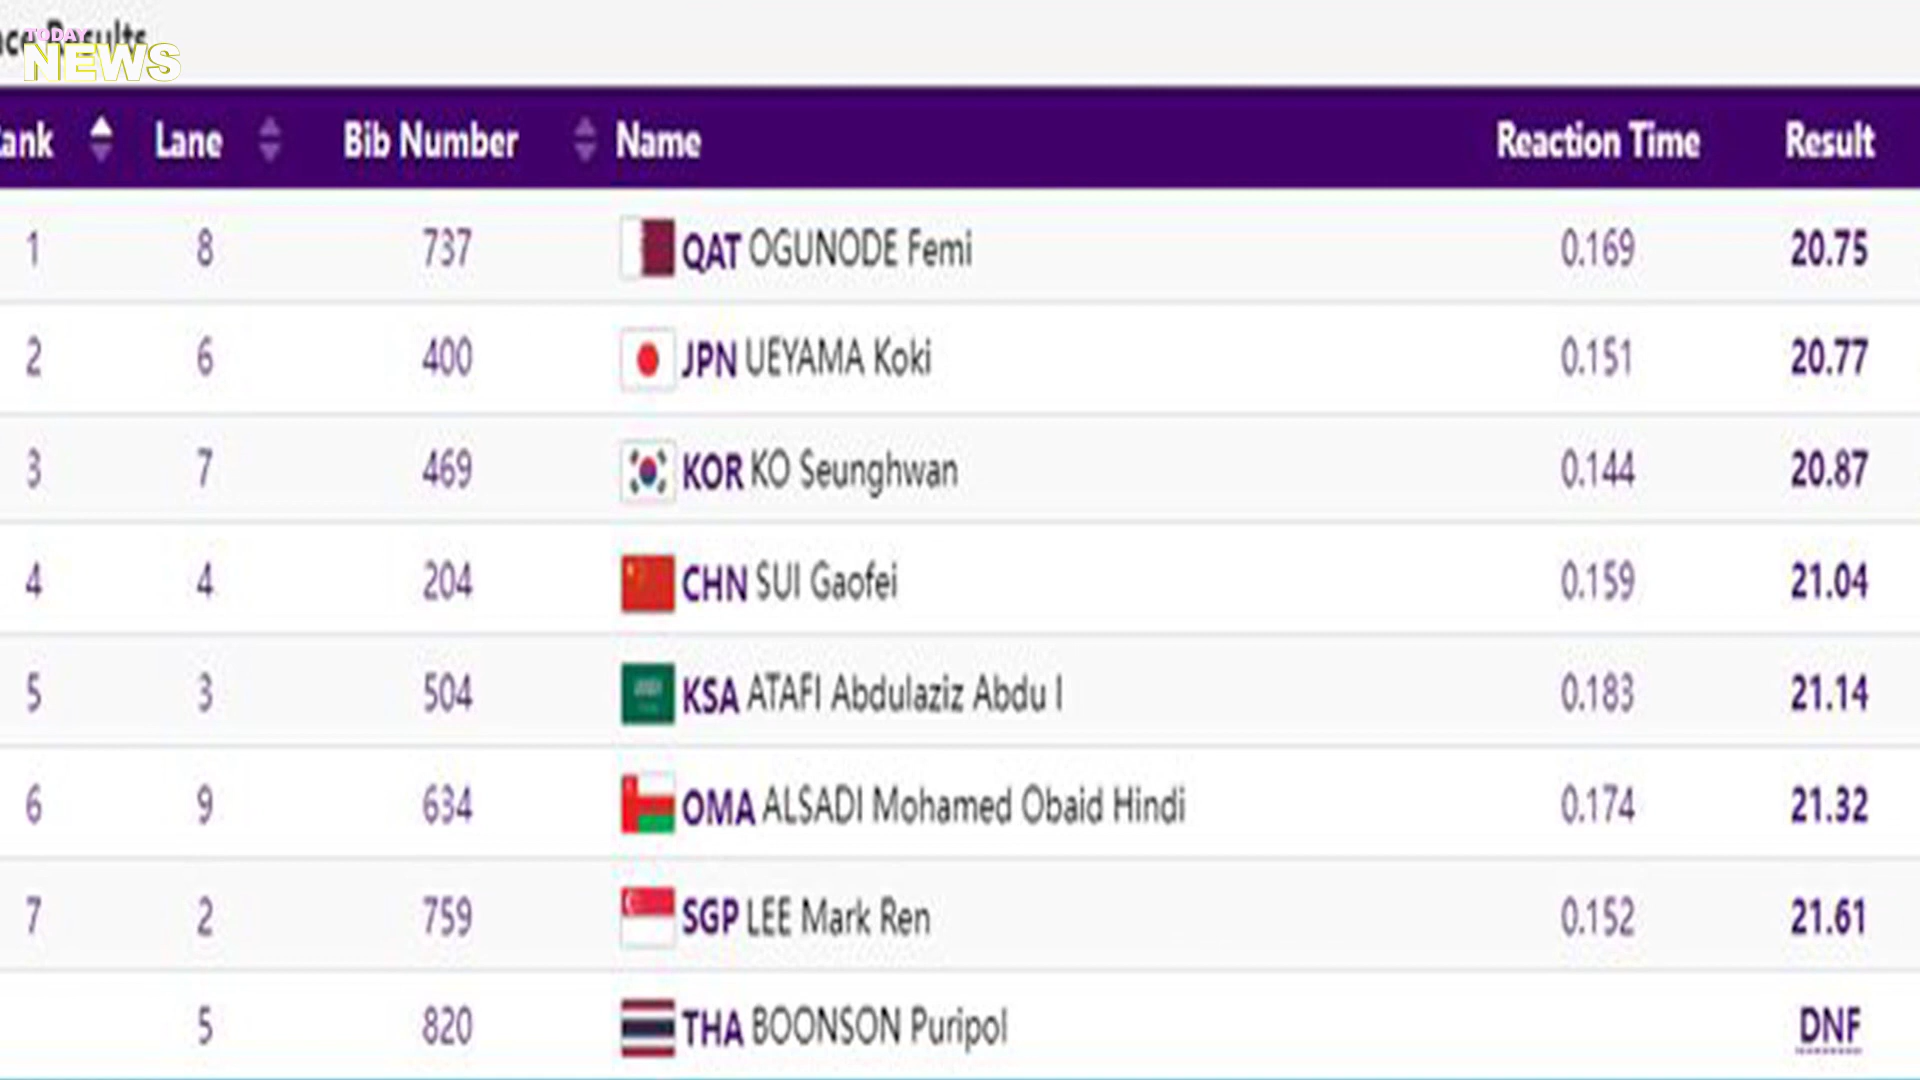 ce Results
TODAY
NEWS
ank Lane Bib Number Name Reaction Time Result
1 8 737 QAT OGUNODE Femi 0.169 20.75
2 6 400 JPN UEYAMA Koki 0.151 20.77
3 7 469 KOR KO Seunghwan 0.144 20.87
4 4 204 CHN SUI Gaofei 0.159 21.04
5 3 504 KSA ATAFI Abdulaziz Abdu I 0.183 21.14
6 9 634 OMA ALSADI Mohamed Obaid Hindi 0.174 21.32
7 2 759 SGP LEE Mark Ren 0.152 21.61
5 820 THA BOONSON Puripol DNF